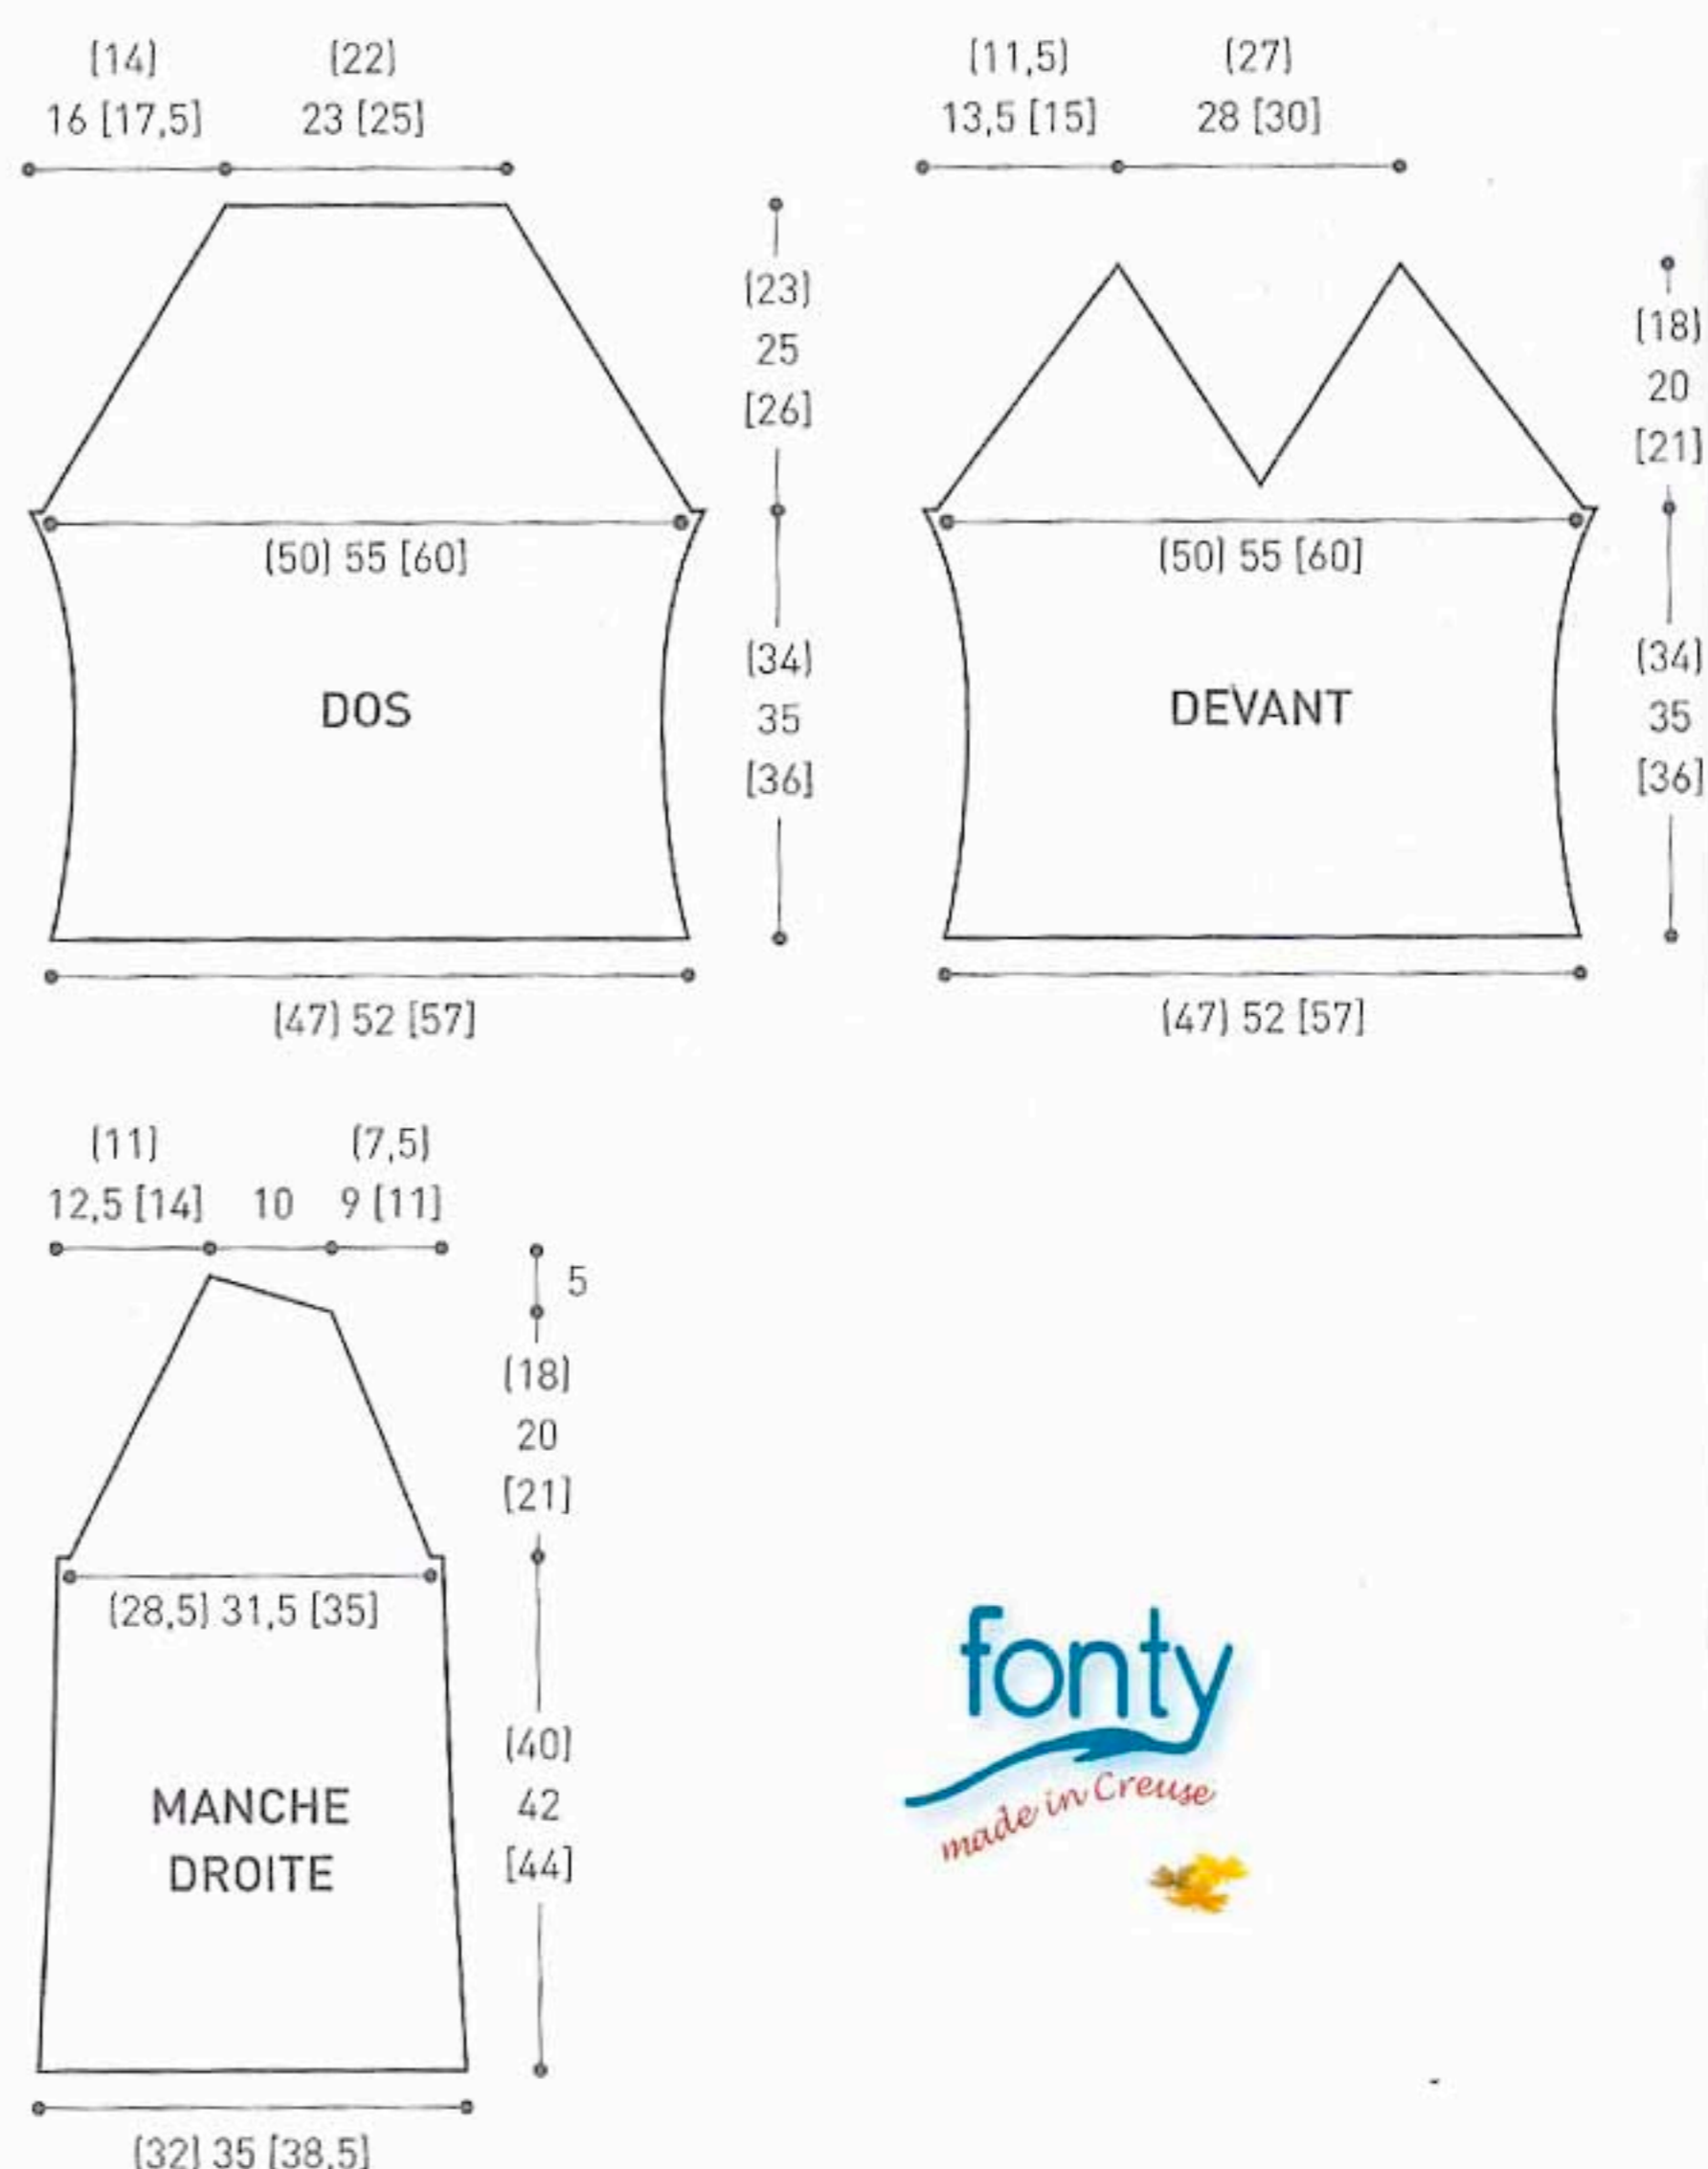 (14) (22)
16 [17,5] 23 [25]
(23)
25
[26]
(50) 55 [60]
DOS
(34)
35
[36]
(47) 52 [57]
(11,5) (27)
13,5 [15] 28 [30]
(18)
20
[21]
(50) 55 [60]
DEVANT
(34)
35
[36]
(47) 52 [57]
(11) (7,5)
12,5 [14] 10 9 [11]
5
(18)
20
[21]
(28,5) 31,5 [35]
MANCHE
DROITE
(40)
42
[44]
(32) 35 [38,5]
fonty
made in Creuse